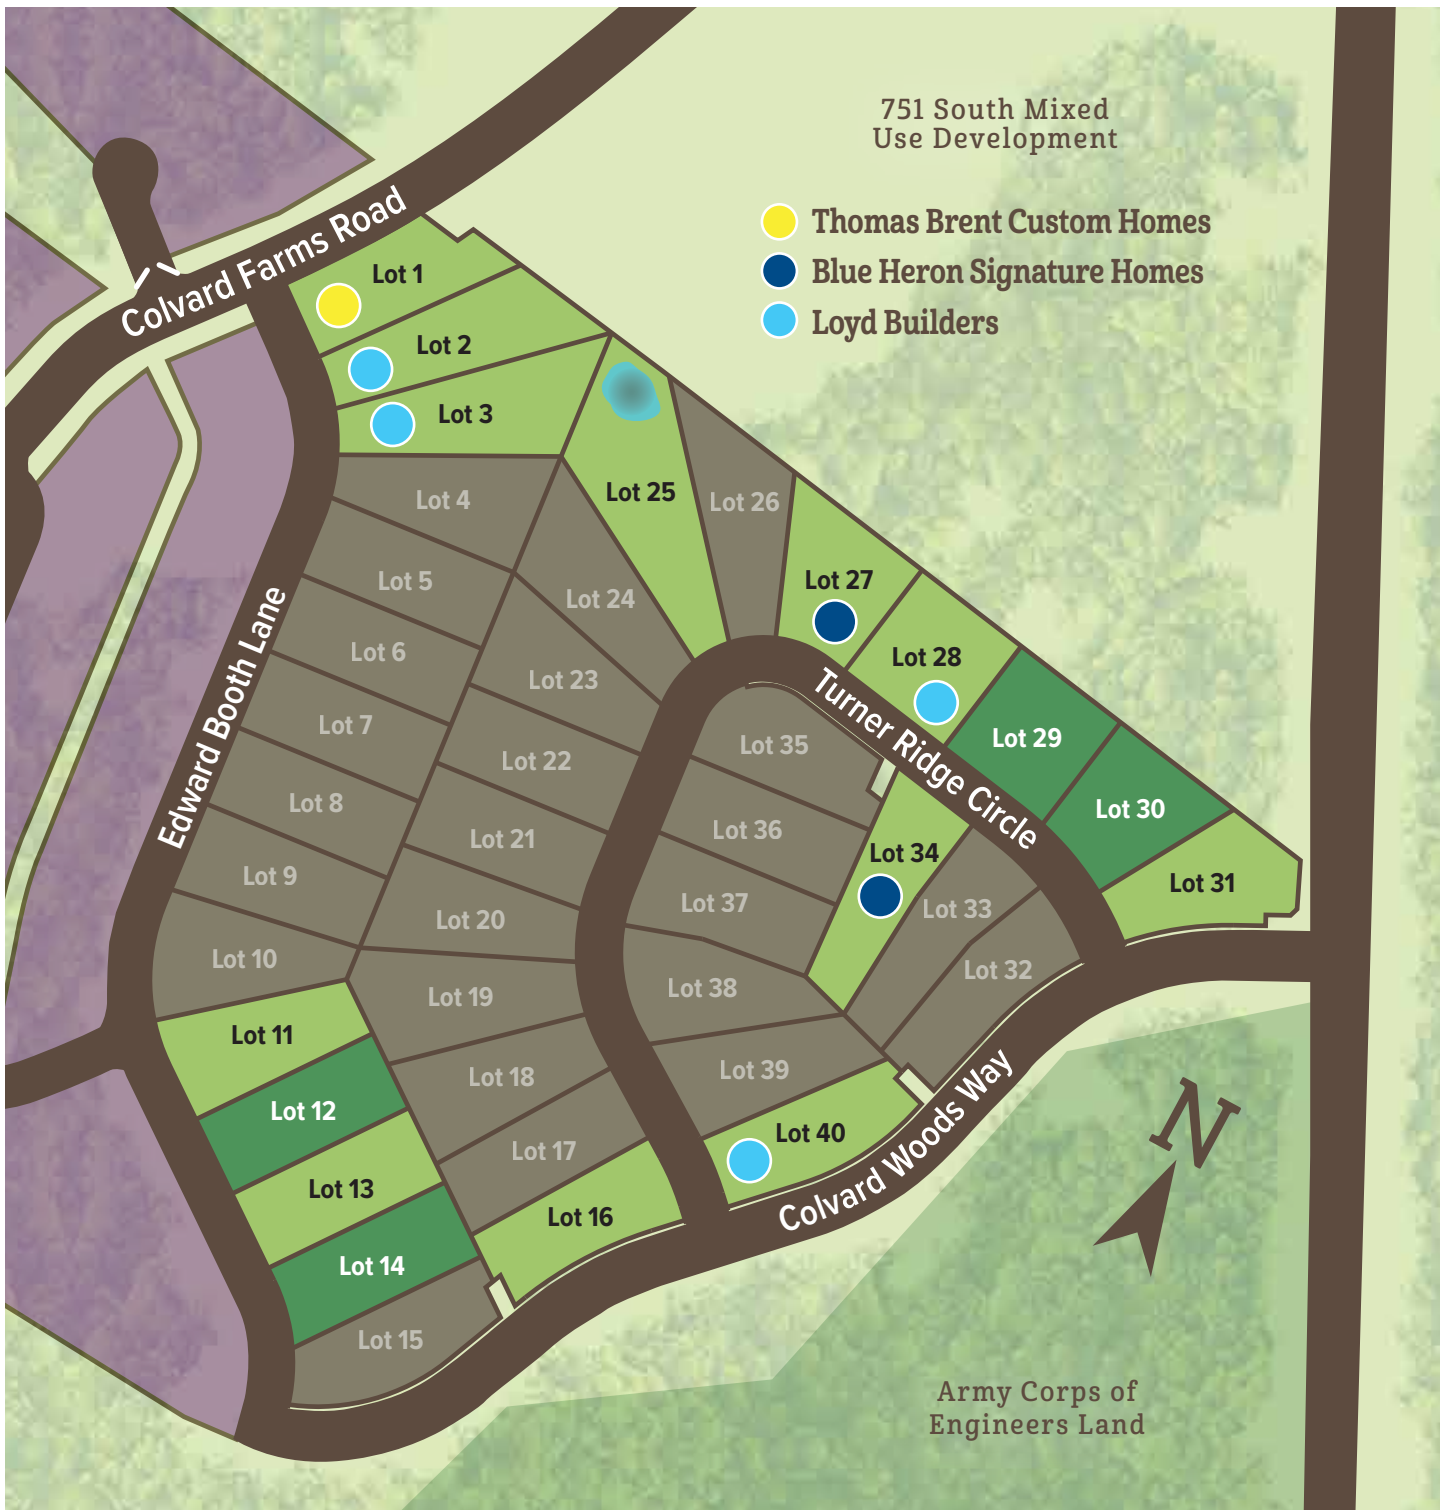 751 South Mixed
Use Development
Thomas Brent Custom Homes
Blue Heron Signature Homes
Loyd Builders
Colvard Farms Road
Lot 1
Lot 2
Lot 3
Lot 4
Lot 5
Lot 6
Lot 7
Lot 8
Lot 9
Lot 10
Lot 11
Lot 12
Lot 13
Lot 14
Lot 15
Lot 16
Lot 17
Lot 18
Lot 19
Lot 20
Lot 21
Lot 22
Lot 23
Lot 24
Lot 25
Lot 26
Lot 27
Lot 28
Lot 29
Lot 30
Lot 31
Lot 32
Lot 33
Lot 34
Lot 35
Lot 36
Lot 37
Lot 38
Lot 39
Lot 40
Edward Booth Lane
Turner Ridge Circle
Colvard Woods Way
N
Army Corps of
Engineers Land